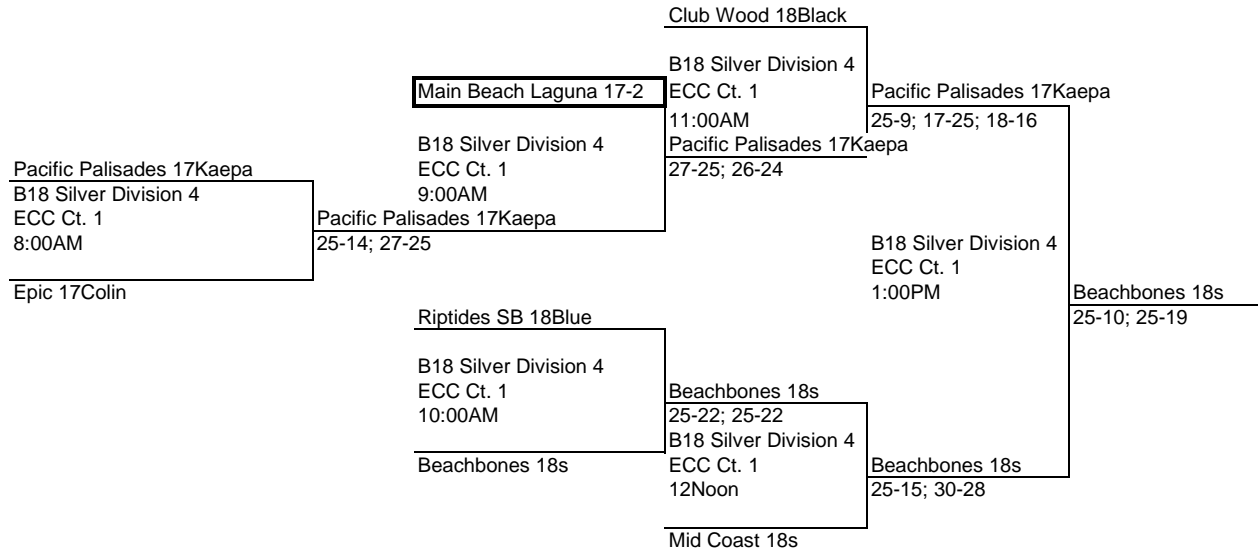 Club Wood 18Black
B18 Silver Division 4
Main Beach Laguna 17-2
ECC Ct. 1
Pacific Palisades 17Kaepa
11:00AM
25-9; 17-25; 18-16
B18 Silver Division 4
Pacific Palisades 17Kaepa
Pacific Palisades 17Kaepa
ECC Ct. 1
27-25; 26-24
B18 Silver Division 4
9:00AM
ECC Ct. 1
Pacific Palisades 17Kaepa
8:00AM
25-14; 27-25
B18 Silver Division 4
ECC Ct. 1
Epic 17Colin
1:00PM
Beachbones 18s
Riptides SB 18Blue
25-10; 25-19
B18 Silver Division 4
ECC Ct. 1
Beachbones 18s
10:00AM
25-22; 25-22
B18 Silver Division 4
Beachbones 18s
ECC Ct. 1
Beachbones 18s
12Noon
25-15; 30-28
Mid Coast 18s